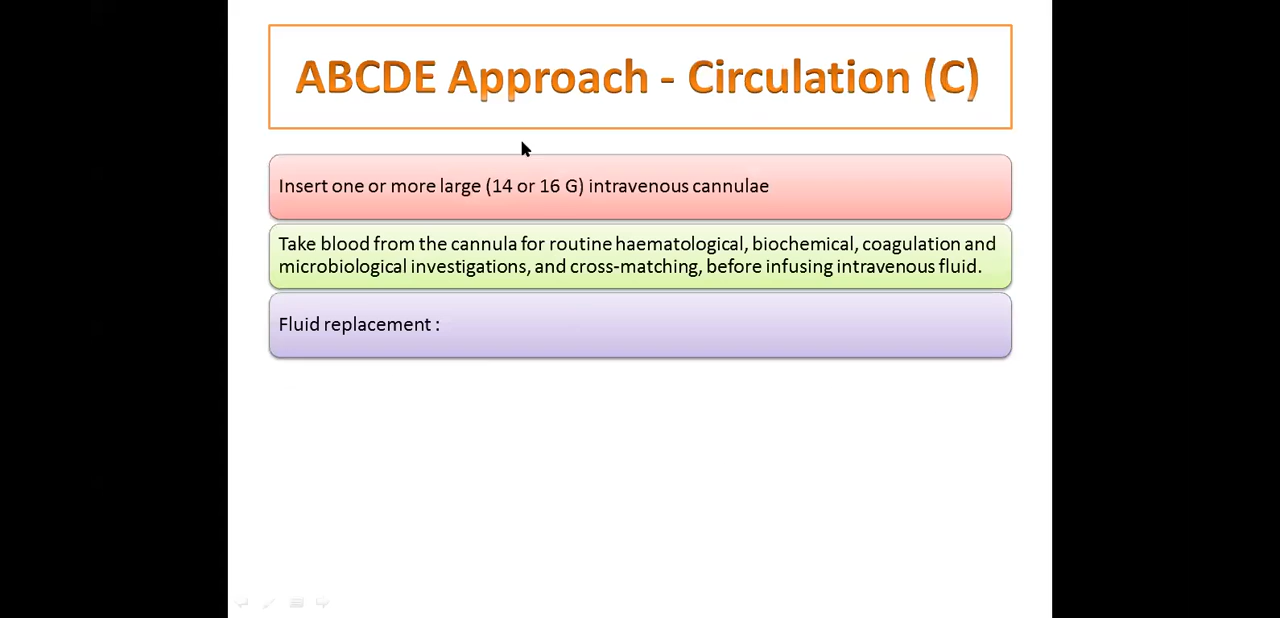 ABCDE Approach - Circulation (C)
Insert one or more large (14 or 16 G) intravenous cannulae
Take blood from the cannula for routine haematological, biochemical, coagulation and
microbiological investigations, and cross-matching, before infusing intravenous fluid.
Fluid replacement :